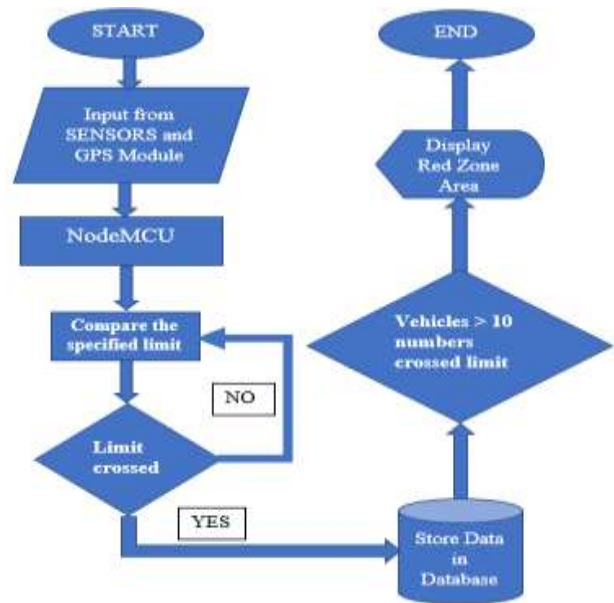 START
Input from
SENSORS and
GPS Module
NodeMCU
Compare the
specified limit
NO
Limit
crossed
YES
Store Data
in
Database
Vehicles > 10
numbers
crossed limit
Display
Red Zone
Area
END